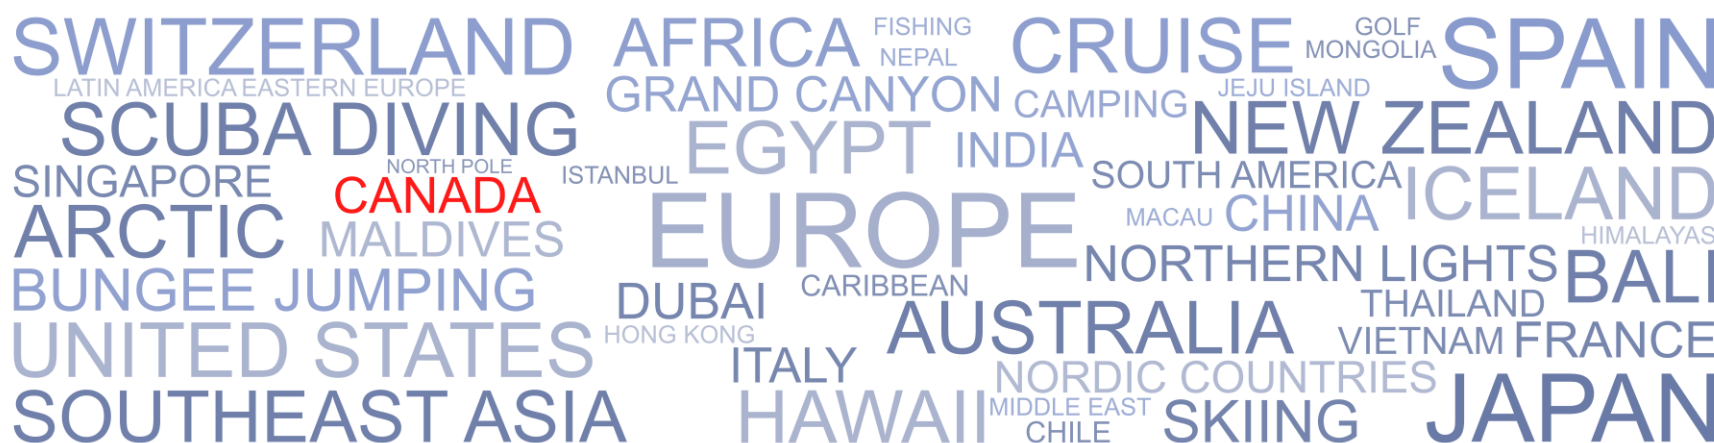 SWITZERLAND
AFRICA
FISHING
NEPAL
CRUISE
GOLF
MONGOLIA
SPAIN
LATIN AMERICA
EASTERN EUROPE
GRAND CANYON
CAMPING
JEJU ISLAND
SCUBA DIVING
EGYPT
INDIA
NEW ZEALAND
SINGAPORE
NORTH POLE
CANADA
ISTANBUL
SOUTH AMERICA
ICELAND
ARCTIC
MALDIVES
EUROPE
MACAU
CHINA
HIMALAYAS
BUNGEE JUMPING
DUBAI
CARIBBEAN
NORTHERN LIGHTS
BALI
THAILAND
UNITED STATES
HONG KONG
AUSTRALIA
VIETNAM
FRANCE
ITALY
NORDIC COUNTRIES
SOUTHEAST ASIA
HAWAII
MIDDLE EAST
CHILE
SKIING
JAPAN